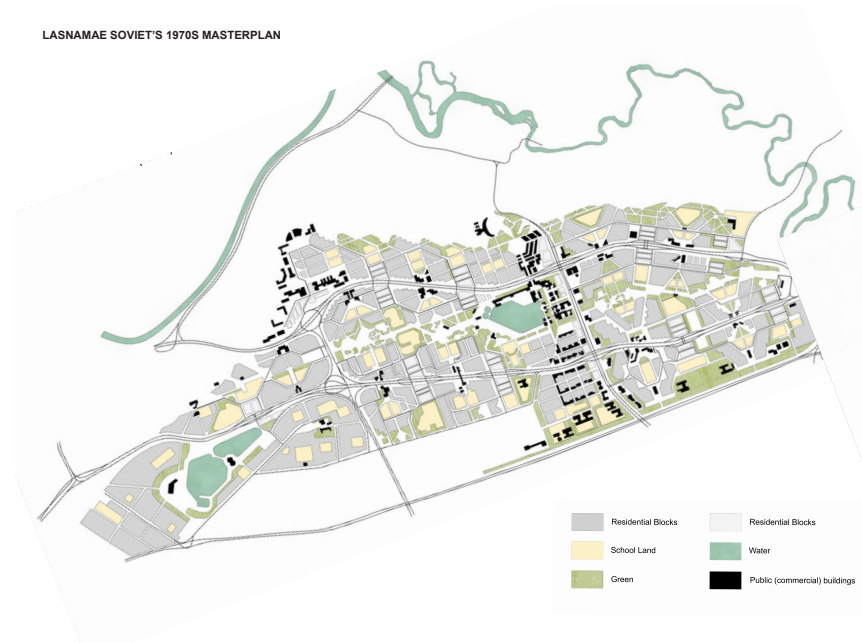 LASNAMAE SOVIET'S 1970S MASTERPLAN
Residential Blocks
Residential Blocks
School Land
Water
Green
Public (commercial) buildings